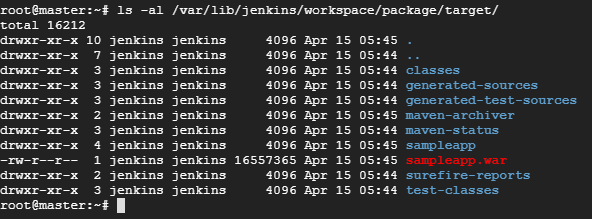 root@master:~# ls -al /var/lib/jenkins/workspace/package/target/
total 16212
drwxr-xr-x 10 jenkins jenkins     4096 Apr 15 05:45 .
drwxr-xr-x  7 jenkins jenkins     4096 Apr 15 05:44 ..
drwxr-xr-x  3 jenkins jenkins     4096 Apr 15 05:44 classes
drwxr-xr-x  3 jenkins jenkins     4096 Apr 15 05:44 generated-sources
drwxr-xr-x  3 jenkins jenkins     4096 Apr 15 05:44 generated-test-sources
drwxr-xr-x  2 jenkins jenkins     4096 Apr 15 05:45 maven-archiver
drwxr-xr-x  3 jenkins jenkins     4096 Apr 15 05:44 maven-status
drwxr-xr-x  4 jenkins jenkins     4096 Apr 15 05:45 sampleapp
-rw-r--r--  1 jenkins jenkins 16557365 Apr 15 05:45 sampleapp.war
drwxr-xr-x  2 jenkins jenkins     4096 Apr 15 05:44 surefire-reports
drwxr-xr-x  3 jenkins jenkins     4096 Apr 15 05:44 test-classes
root@master:~#